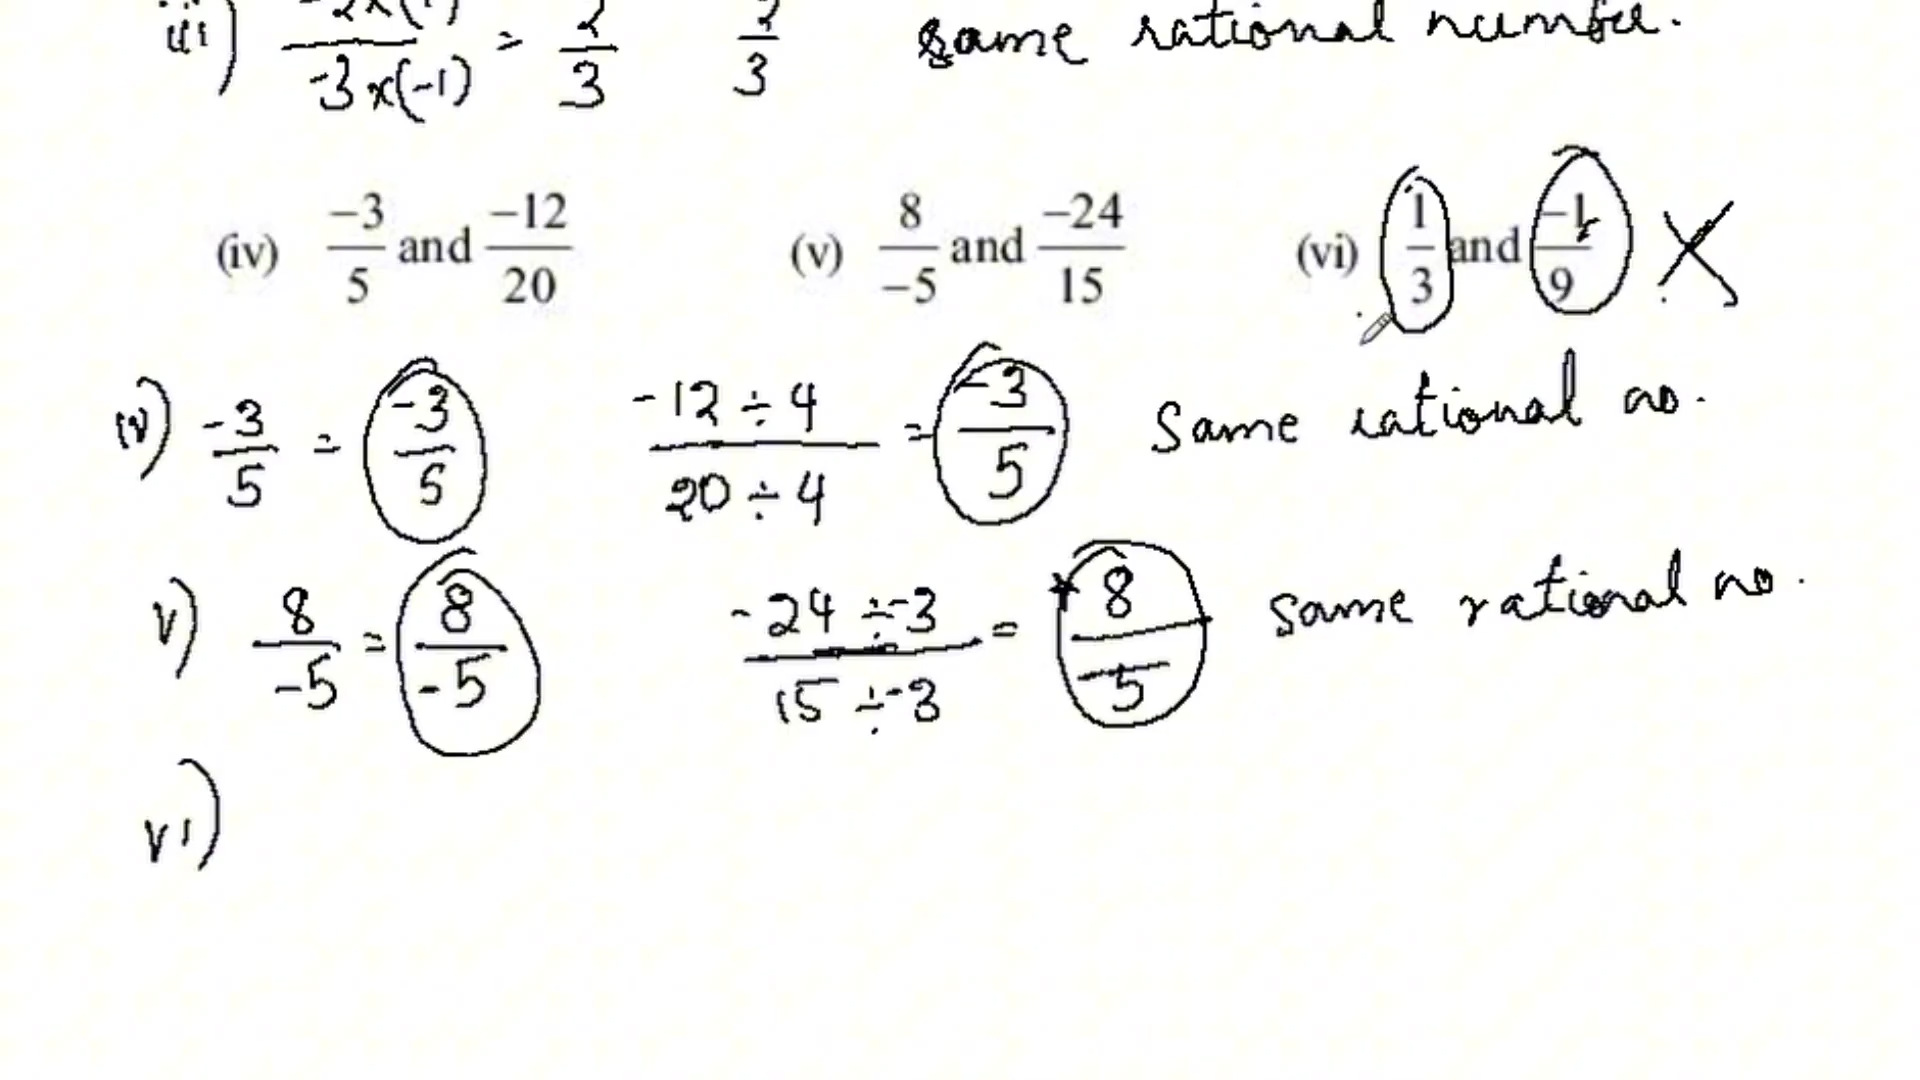 iii) -2×(-1) / -3×(-1) = 2/3 2/3 same rational number.
(iv) −3/5 and −12/20 (v) 8/−5 and −24/15 (vi) 1/3 and −1/9 ✗
iv) -3/5 = -3/5 -12÷4 / 20÷4 = -3/5 Same rational no.
v) 8/-5 = 8/-5 -24÷-3 / 15÷-3 = +8/-5 same rational no.
vi)